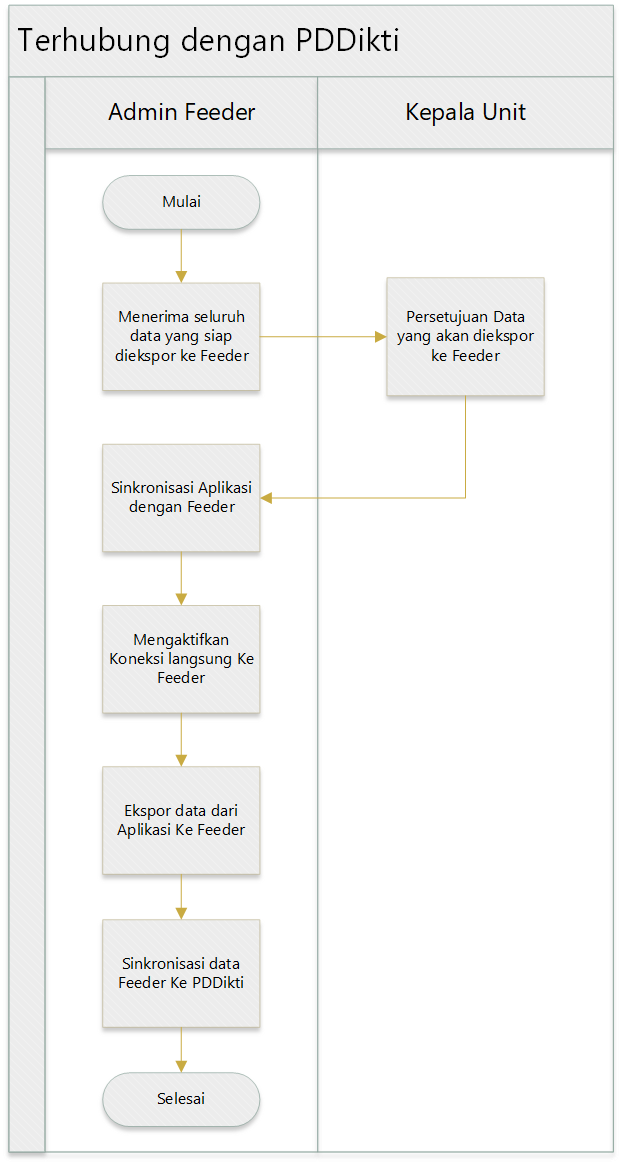 Terhubung dengan PDDikti
Admin Feeder
Kepala Unit
Mulai
Menerima seluruh
data yang siap
diekspor ke Feeder
Persetujuan Data
yang akan diekspor
ke Feeder
Sinkronisasi Aplikasi
dengan Feeder
Mengaktifkan
Koneksi langsung Ke
Feeder
Ekspor data dari
Aplikasi Ke Feeder
Sinkronisasi data
Feeder Ke PDDikti
Selesai